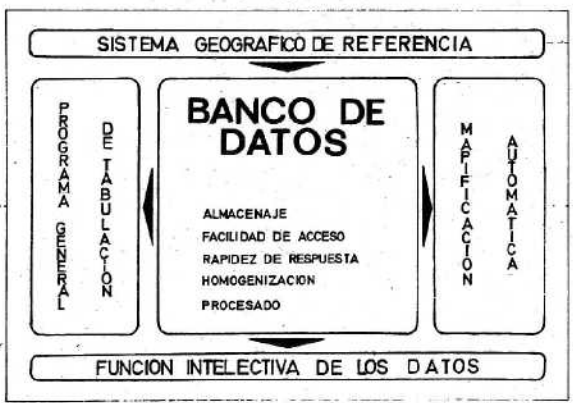 SISTEMA GEOGRAFICO DE REFERENCIA
PROGRAMA GENERAL
DE TABULACION
BANCO DE
DATOS
ALMACENAJE
FACILIDAD DE ACCESO
RAPIDEZ DE RESPUESTA
HOMOGENIZACION
PROCESADO
MAPIFICACION
AUTOMATICA
FUNCION INTELECTIVA DE LOS DATOS